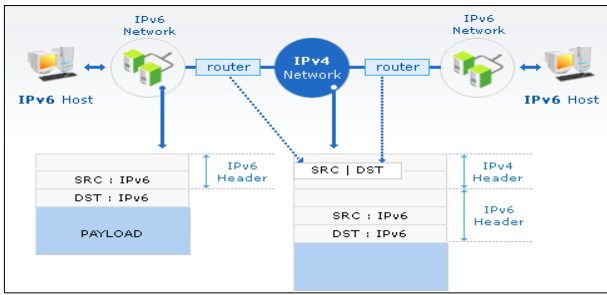 IPv6
Network
IPv6
Network
router
IPv4
Network
router
IPv6 Host
IPv6 Host
IPv6
Header
SRC : IPv6
DST : IPv6
PAYLOAD
SRC | DST
IPv4
Header
SRC : IPv6
DST : IPv6
IPv6
Header